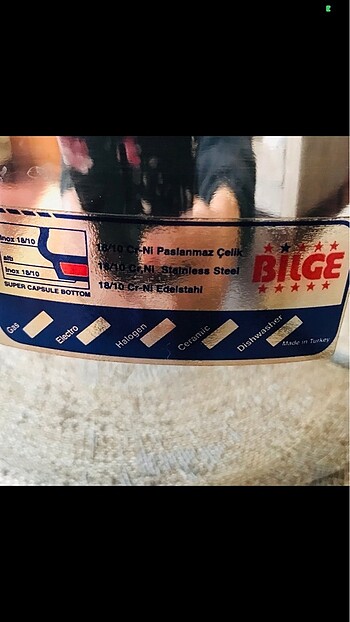 Inox 18/10
alu
Inox 18/10
SUPER CAPSULE BOTTOM
18/10 Cr-Ni Paslanmaz Çelik
18/10 Cr.Ni Stainless Steel
18/10 Cr-Ni Edelstahl
BILGE
Gas
Electro
Halogen
Ceramic
Dishwasher
Made in Turkey